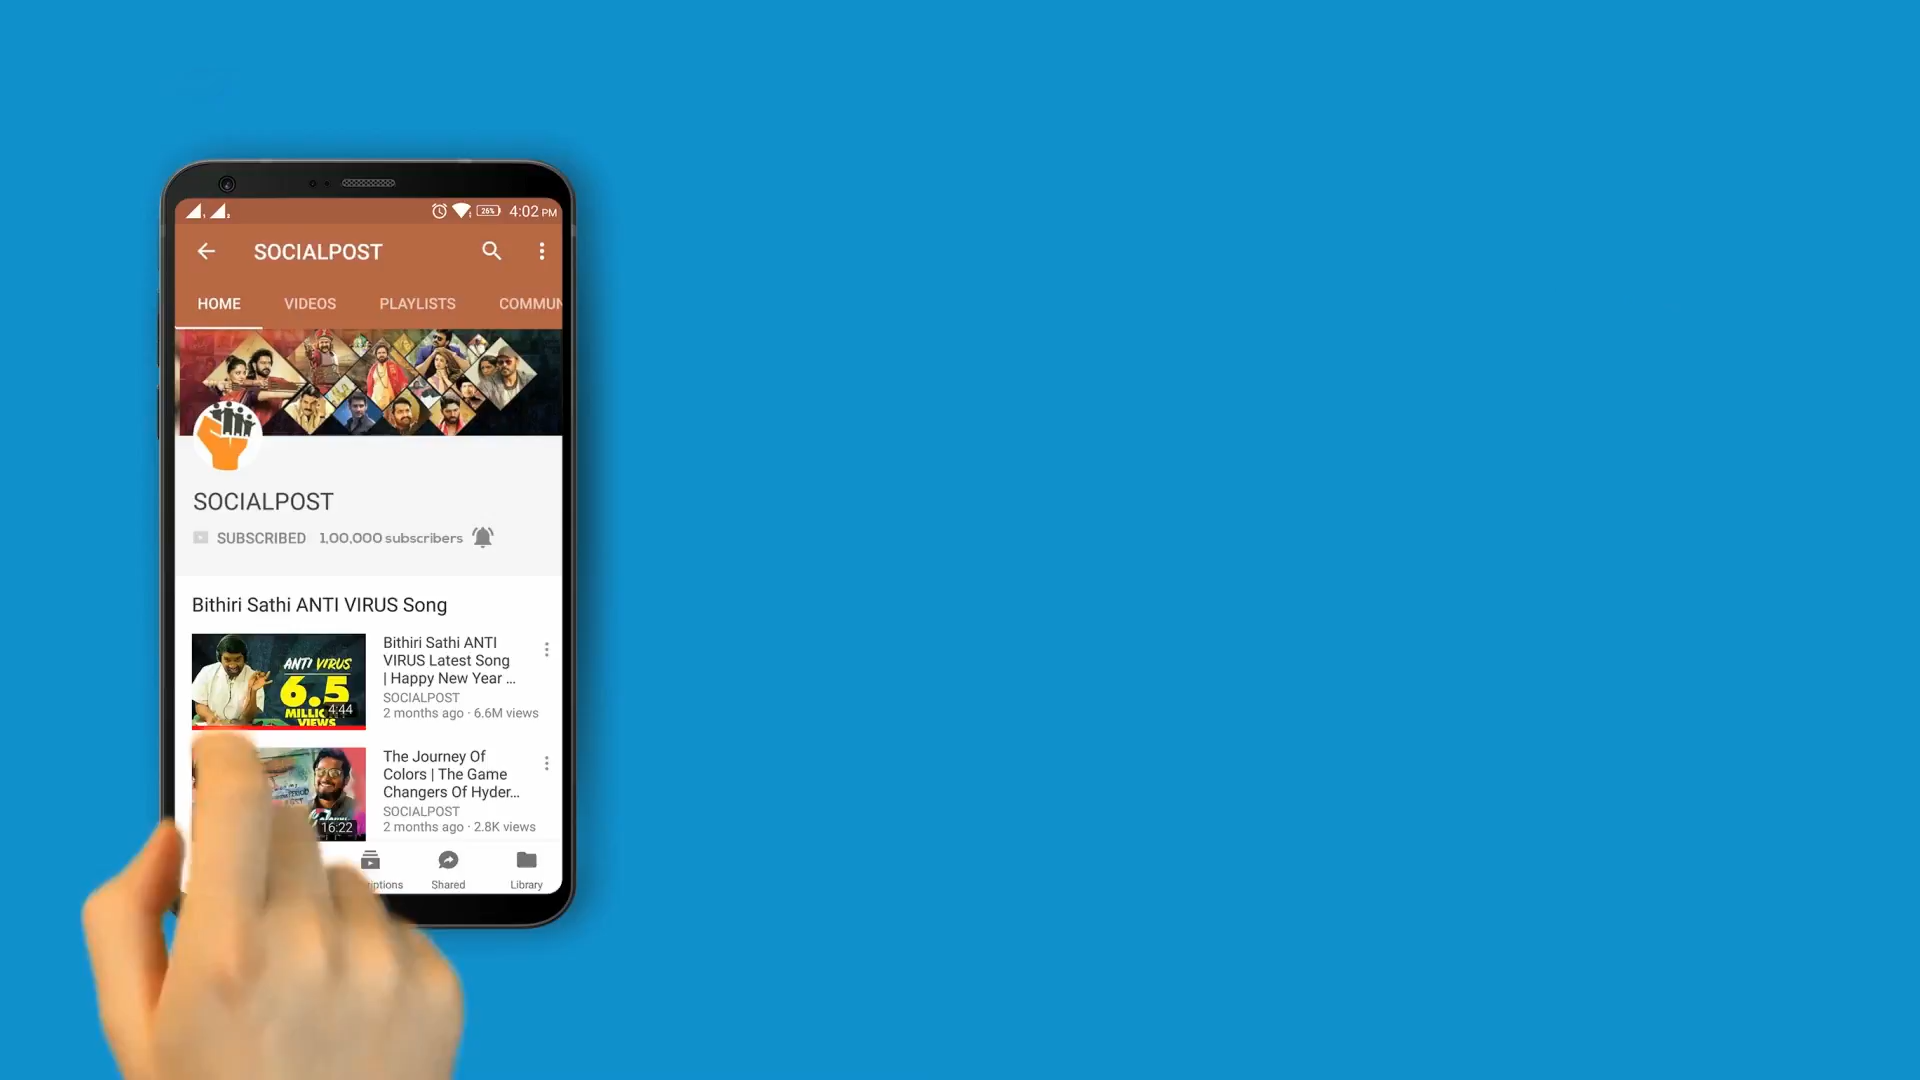 26% 4:02 PM
SOCIALPOST
HOME VIDEOS PLAYLISTS COMMUN
SOCIALPOST
SUBSCRIBED 1,00,000 subscribers
Bithiri Sathi ANTI VIRUS Song
ANTI VIRUS
6.5
4:44
VIEWS
Bithiri Sathi ANTI
VIRUS Latest Song
| Happy New Year ...
SOCIALPOST
2 months ago · 6.6M views
16:22
The Journey Of
Colors | The Game
Changers Of Hyder...
SOCIALPOST
2 months ago · 2.8K views
Shared Library